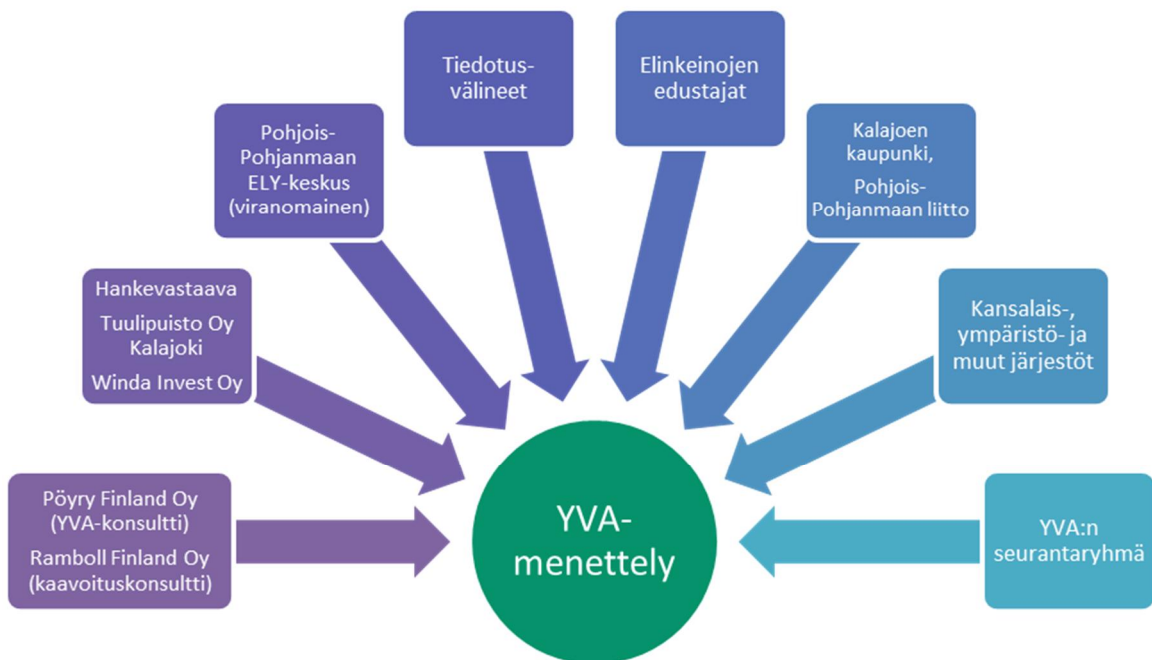 Tiedotus-
välineet
Elinkeinojen
edustajat
Pohjois-
Pohjanmaan
ELY-keskus
(viranomainen)
Kalajoen
kaupunki,
Pohjois-
Pohjanmaan liitto
Hankevastaava
Tuulipuisto Oy
Kalajoki
Winda Invest Oy
Kansalais-,
ympäristö- ja
muut järjestöt
Pöyry Finland Oy
(YVA-konsultti)
Ramboll Finland Oy
(kaavoituskonsultti)
YVA-
menettely
YVA:n
seurantaryhmä